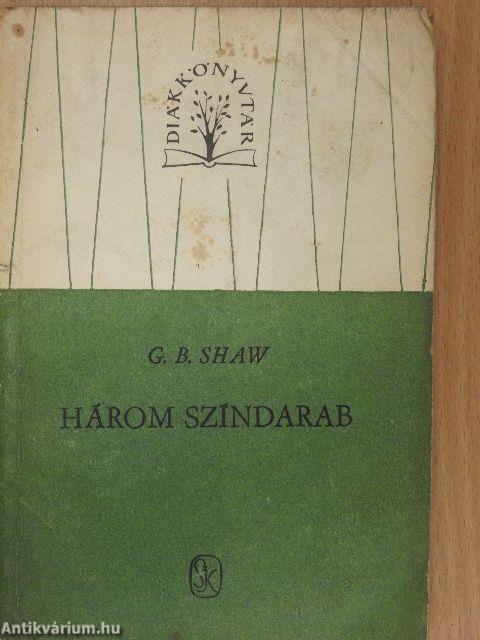 DIÁKKÖNYVTÁR
G. B. SHAW
HÁROM SZÍNDARAB
SzK
Antikvárium.hu